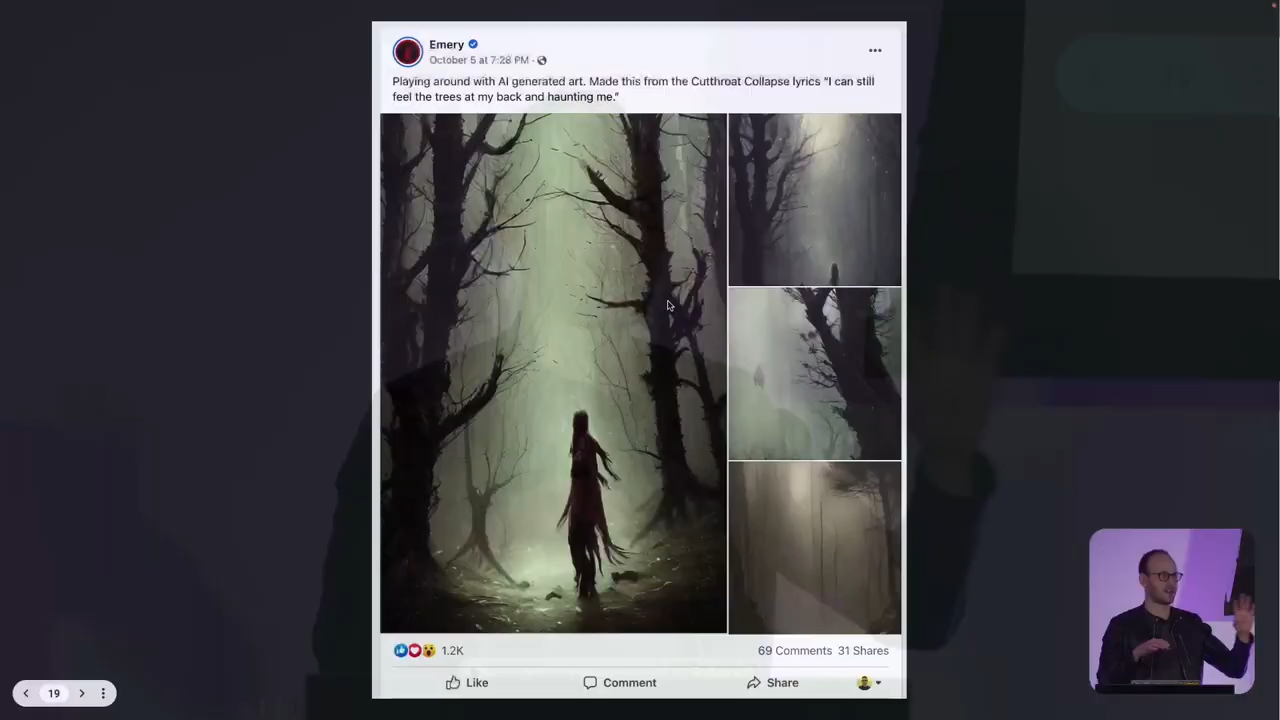 Emery
October 5 at 7:28 PM ·
Playing around with AI generated art. Made this from the Cutthroat Collapse lyrics “I can still
feel the trees at my back and haunting me.”
1.2K
69 Comments 31 Shares
Like
Comment
Share
19